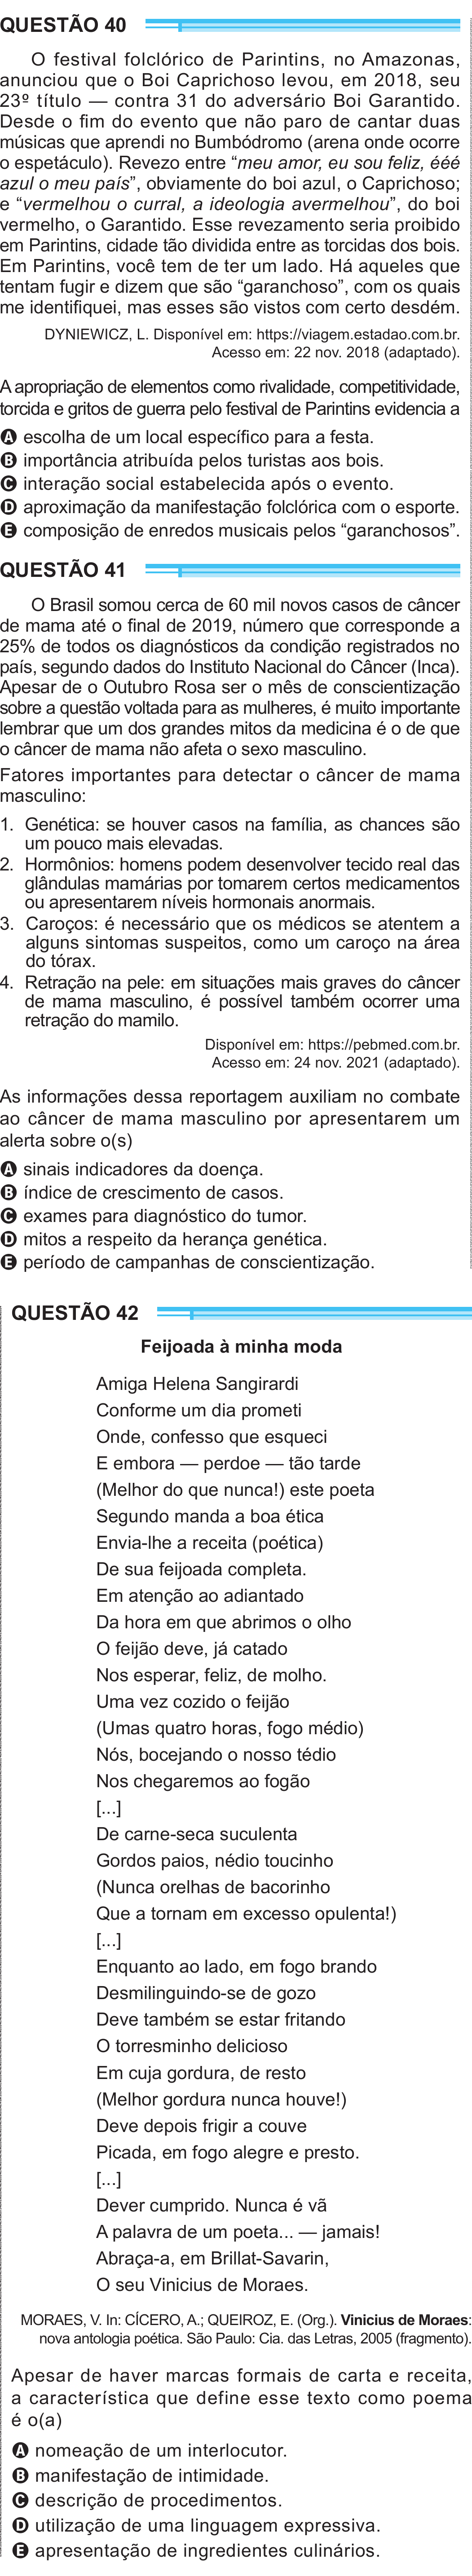 QUESTÃO 40
O festival folclórico de Parintins, no Amazonas,
anunciou que o Boi Caprichoso levou, em 2018, seu
23º título — contra 31 do adversário Boi Garantido.
Desde o fim do evento que não paro de cantar duas
músicas que aprendi no Bumbódromo (arena onde ocorre
o espetáculo). Revezo entre “meu amor, eu sou feliz, êêê
azul o meu país”, obviamente do boi azul, o Caprichoso;
e “vermelhou o curral, a ideologia avermelhou”, do boi
vermelho, o Garantido. Esse revezamento seria proibido
em Parintins, cidade tão dividida entre as torcidas dos bois.
Em Parintins, você tem de ter um lado. Há aqueles que
tentam fugir e dizem que são “garanchoso”, com os quais
me identifiquei, mas esses são vistos com certo desdém.
DYNIEWICZ, L. Disponível em: https://viagem.estadao.com.br.
Acesso em: 22 nov. 2018 (adaptado).
A apropriação de elementos como rivalidade, competitividade,
torcida e gritos de guerra pelo festival de Parintins evidencia a
A escolha de um local específico para a festa.
B importância atribuída pelos turistas aos bois.
C interação social estabelecida após o evento.
D aproximação da manifestação folclórica com o esporte.
E composição de enredos musicais pelos “garanchosos”.
QUESTÃO 41
O Brasil somou cerca de 60 mil novos casos de câncer
de mama até o final de 2019, número que corresponde a
25% de todos os diagnósticos da condição registrados no
país, segundo dados do Instituto Nacional do Câncer (Inca).
Apesar de o Outubro Rosa ser o mês de conscientização
sobre a questão voltada para as mulheres, é muito importante
lembrar que um dos grandes mitos da medicina é o de que
o câncer de mama não afeta o sexo masculino.
Fatores importantes para detectar o câncer de mama
masculino:
1. Genética: se houver casos na família, as chances são
um pouco mais elevadas.
2. Hormônios: homens podem desenvolver tecido real das
glândulas mamárias por tomarem certos medicamentos
ou apresentarem níveis hormonais anormais.
3. Caroços: é necessário que os médicos se atentem a
alguns sintomas suspeitos, como um caroço na área
do tórax.
4. Retração na pele: em situações mais graves do câncer
de mama masculino, é possível também ocorrer uma
retração do mamilo.
Disponível em: https://pebmed.com.br.
Acesso em: 24 nov. 2021 (adaptado).
As informações dessa reportagem auxiliam no combate
ao câncer de mama masculino por apresentarem um
alerta sobre o(s)
A sinais indicadores da doença.
B índice de crescimento de casos.
C exames para diagnóstico do tumor.
D mitos a respeito da herança genética.
E período de campanhas de conscientização.
QUESTÃO 42
Feijoada à minha moda
Amiga Helena Sangirardi
Conforme um dia prometi
Onde, confesso que esqueci
E embora — perdoe — tão tarde
(Melhor do que nunca!) este poeta
Segundo manda a boa ética
Envia-lhe a receita (poética)
De sua feijoada completa.
Em atenção ao adiantado
Da hora em que abrimos o olho
O feijão deve, já catado
Nos esperar, feliz, de molho.
Uma vez cozido o feijão
(Umas quatro horas, fogo médio)
Nós, bocejando o nosso tédio
Nos chegaremos ao fogão
[...]
De carne-seca suculenta
Gordos paios, nédio toucinho
(Nunca orelhas de bacorinho
Que a tornam em excesso opulenta!)
[...]
Enquanto ao lado, em fogo brando
Desmilinguindo-se de gozo
Deve também se estar fritando
O torresminho delicioso
Em cuja gordura, de resto
(Melhor gordura nunca houve!)
Deve depois frigir a couve
Picada, em fogo alegre e presto.
[...]
Dever cumprido. Nunca é vã
A palavra de um poeta... — jamais!
Abraça-a, em Brillat-Savarin,
O seu Vinicius de Moraes.
MORAES, V. In: CÍCERO, A.; QUEIROZ, E. (Org.). Vinicius de Moraes:
nova antologia poética. São Paulo: Cia. das Letras, 2005 (fragmento).
Apesar de haver marcas formais de carta e receita,
a característica que define esse texto como poema
é o(a)
A nomeação de um interlocutor.
B manifestação de intimidade.
C descrição de procedimentos.
D utilização de uma linguagem expressiva.
E apresentação de ingredientes culinários.